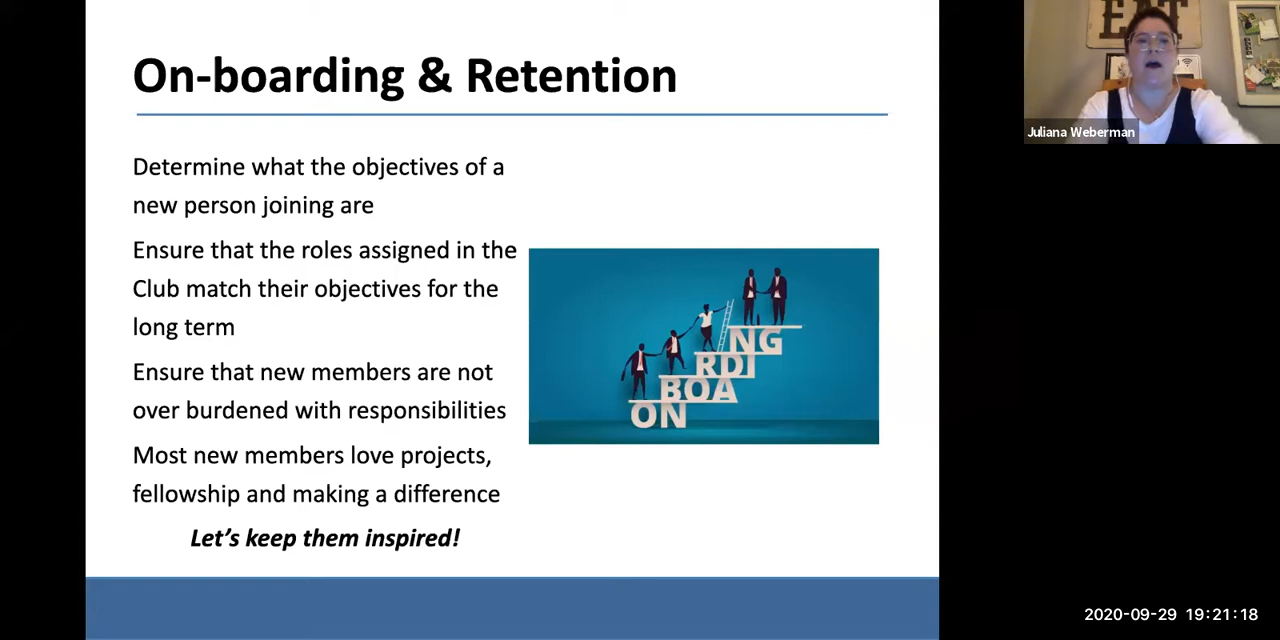 On-boarding & Retention
Determine what the objectives of a
new person joining are
Ensure that the roles assigned in the
Club match their objectives for the
long term
Ensure that new members are not
over burdened with responsibilities
Most new members love projects,
fellowship and making a difference
Let's keep them inspired!
NG
RDI
BOA
ON
EAT
Juliana Weberman
2020-09-29 19:21:18